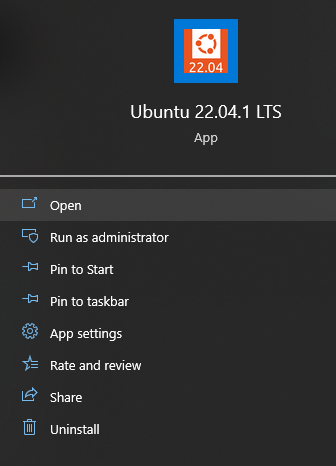 22.04
Ubuntu 22.04.1 LTS
App
Open
Run as administrator
Pin to Start
Pin to taskbar
App settings
Rate and review
Share
Uninstall